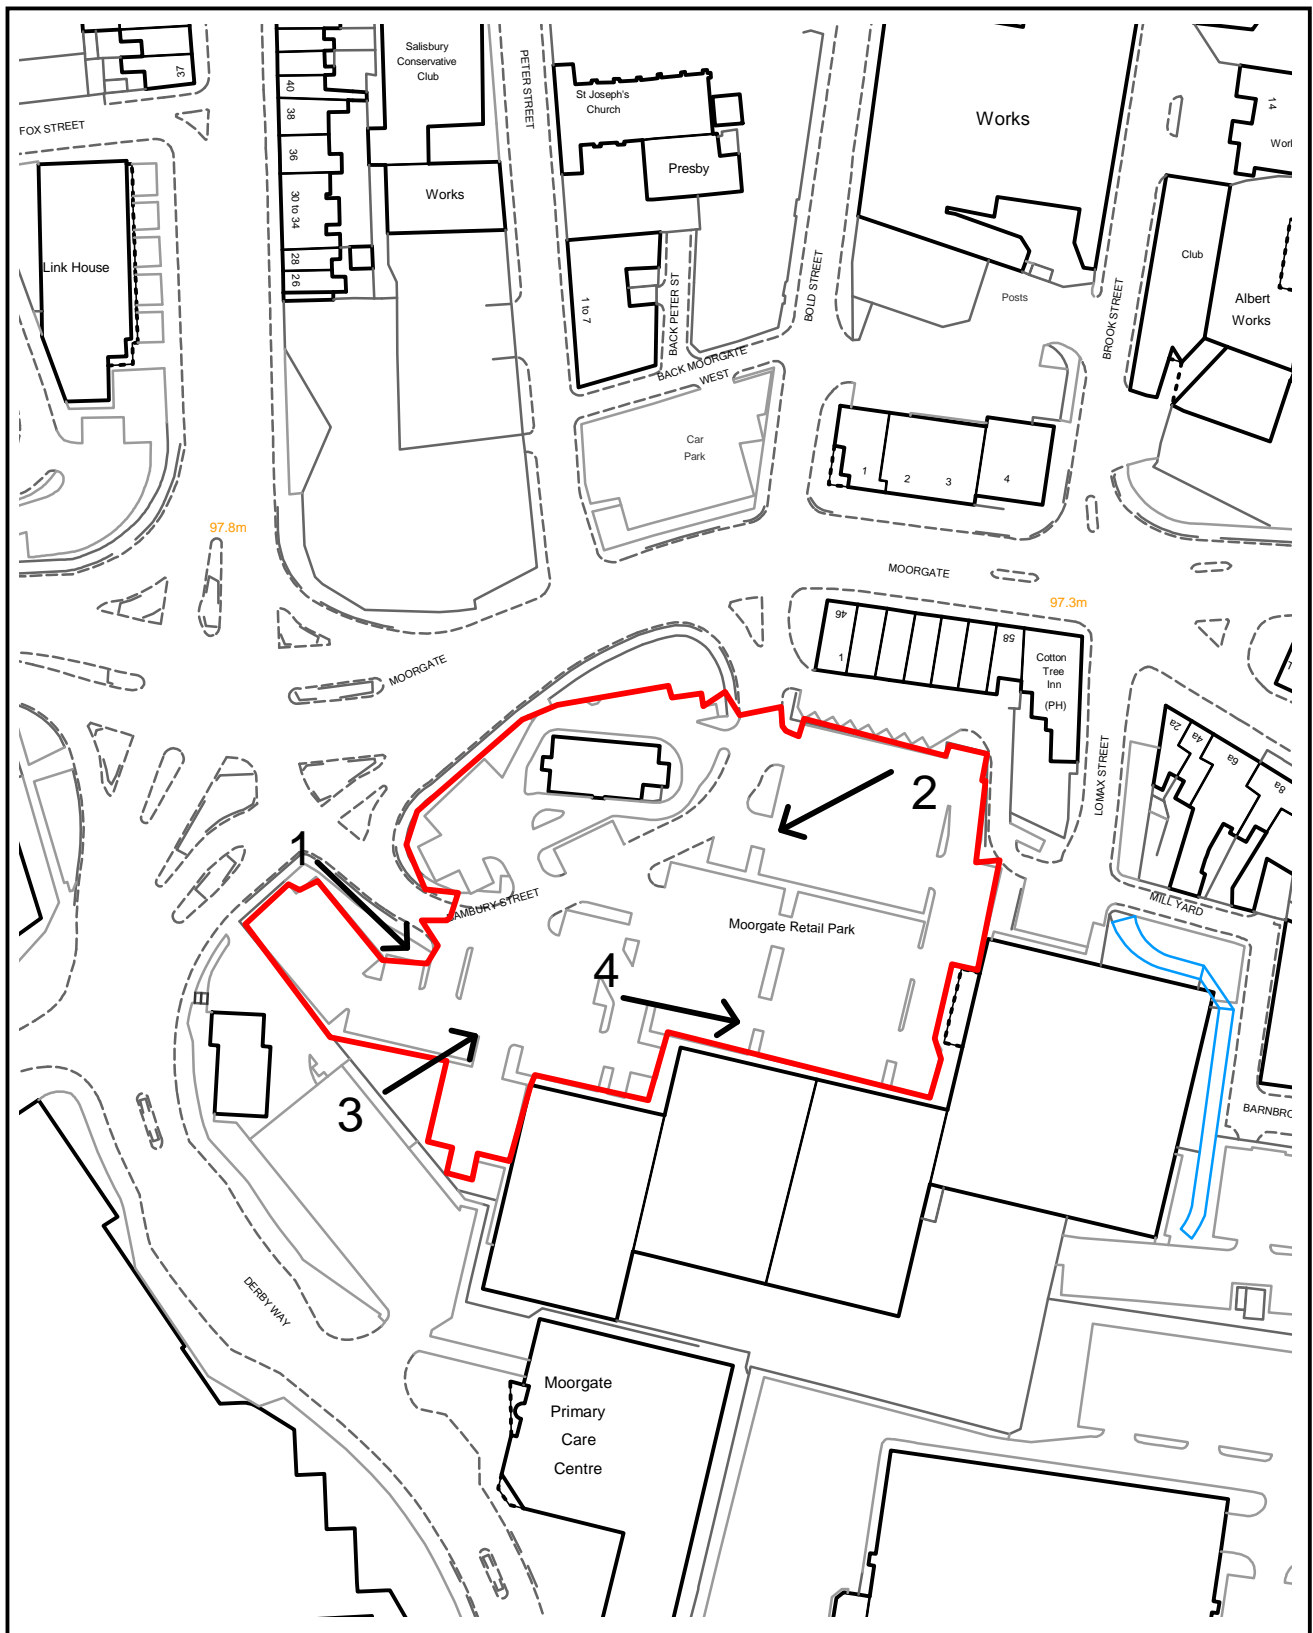 37
40
38
36
30 to 34
28
26
Salisbury
Conservative
Club
PETER STREET
St Joseph's
Church
Presby
Works
14
FOX STREET
Works
Link House
1 to 7
BACK PETER ST
BACK MOORGATE
WEST
BOLD STREET
Posts
BROOK STREET
Club
Albert
Works
Car
Park
1
2
3
4
97.8m
MOORGATE
97.3m
46
1
58
Cotton
Tree
Inn
(PH)
MOORGATE
LOMAX STREET
2a
4a
6a
8a
1
2
HAMBURY STREET
Moorgate Retail Park
MILL YARD
4
3
BARNBRO
DERBY WAY
Moorgate
Primary
Care
Centre